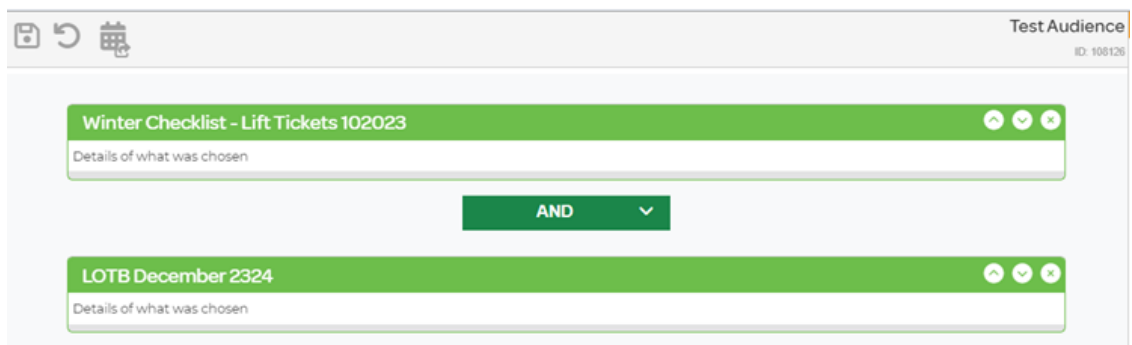 Test Audience
ID: 108126
Winter Checklist - Lift Tickets 102023
Details of what was chosen
AND
LOTB December 2324
Details of what was chosen